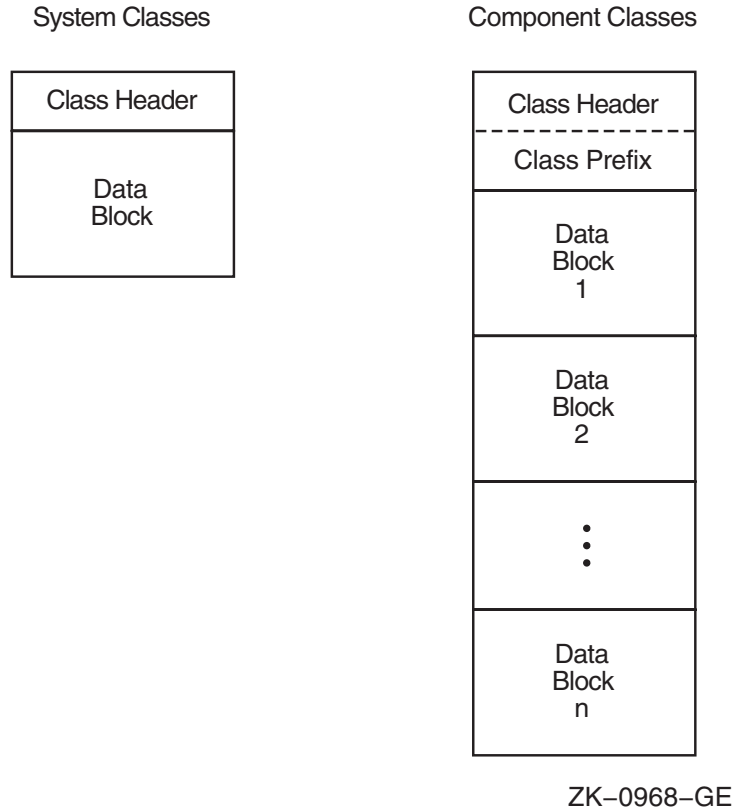 System Classes
Class Header
Data
Block
Component Classes
Class Header
Class Prefix
Data
Block
1
Data
Block
2
Data
Block
n
ZK–0968–GE